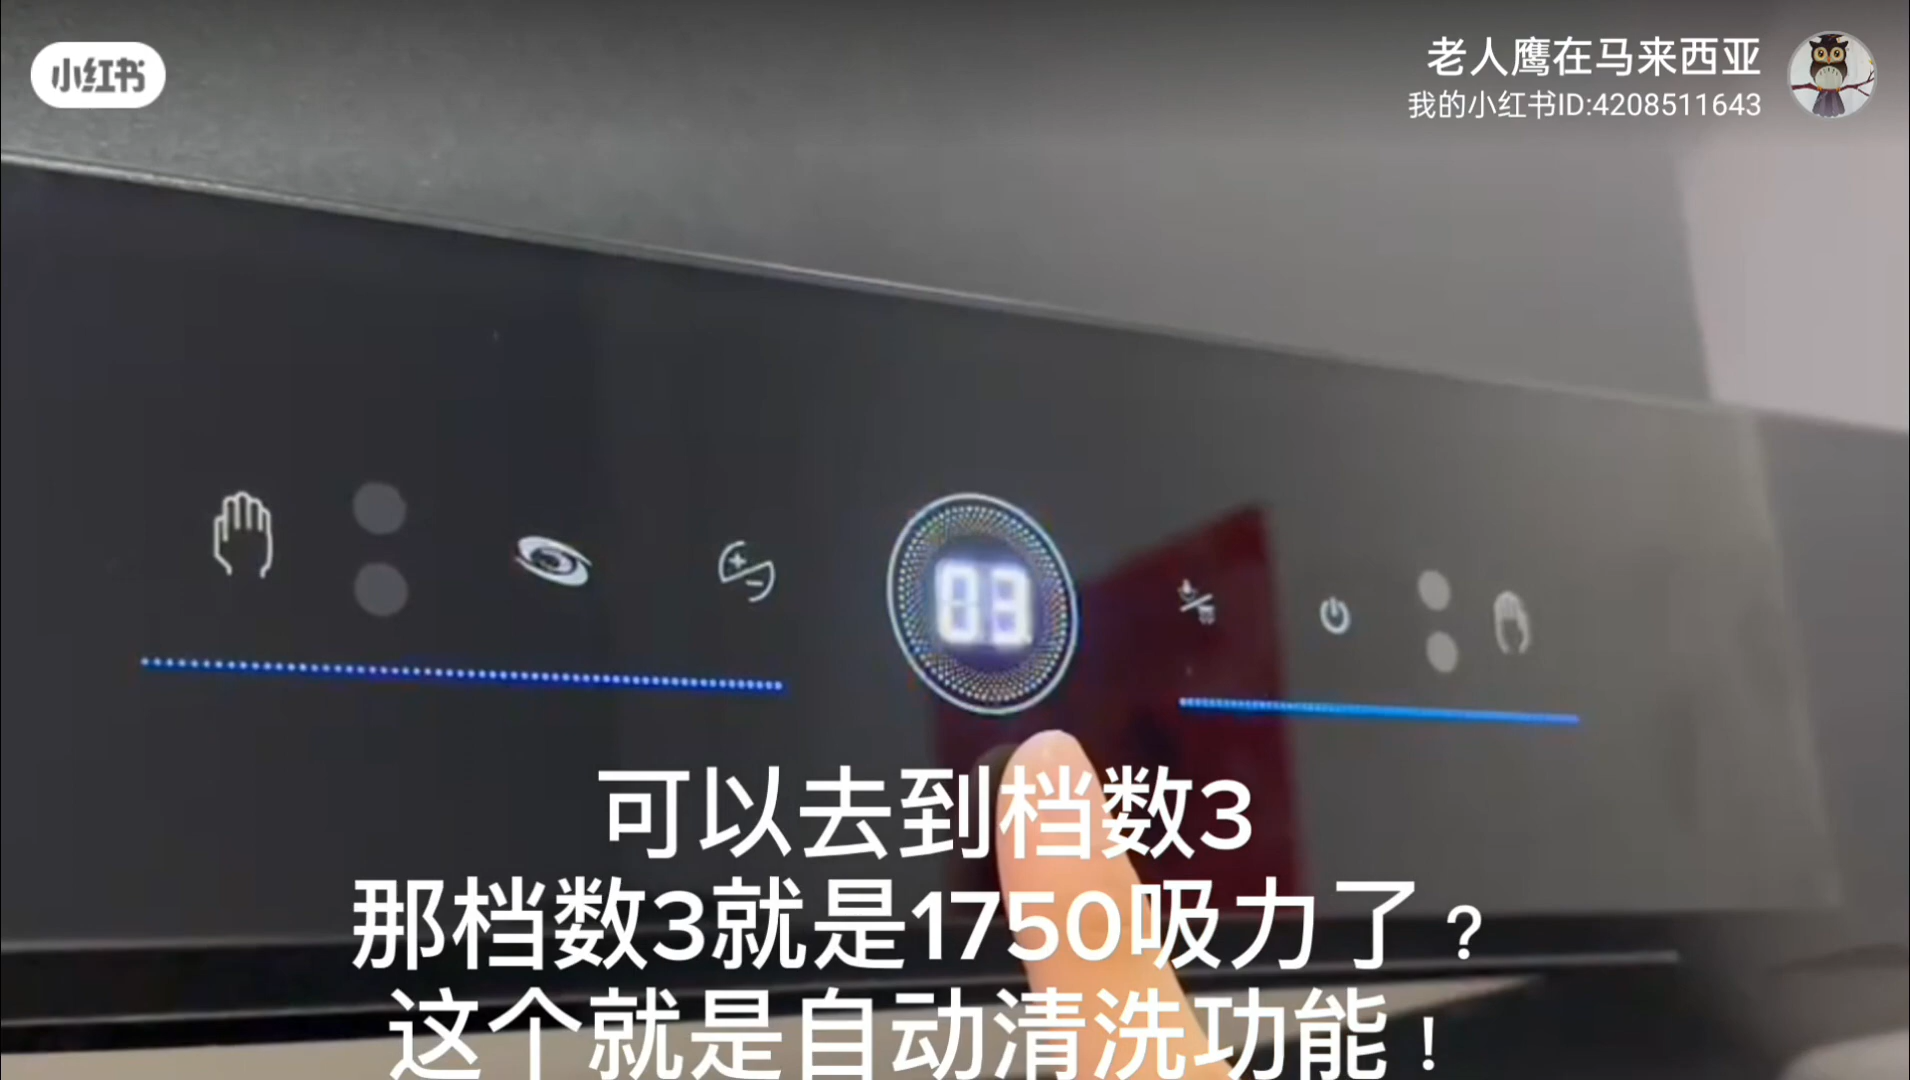 小红书
老人鹰在马来西亚
我的小红书ID:4208511643
03
可以去到档数3
那档数3就是1750吸力了?
这个就是自动清洗功能!